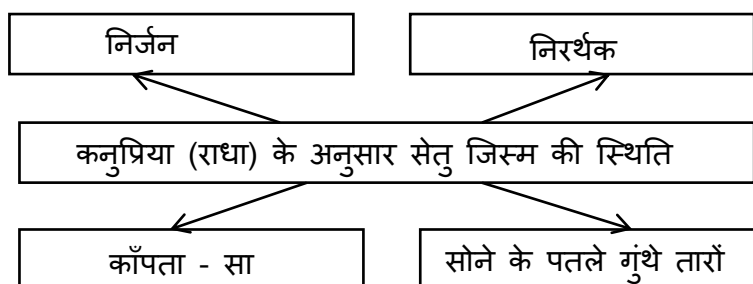 निर्जन
निरर्थक
कनुप्रिया (राधा) के अनुसार सेतु जिस्म की स्थिति
काँपता - सा
सोने के पतले गुंथे तारों